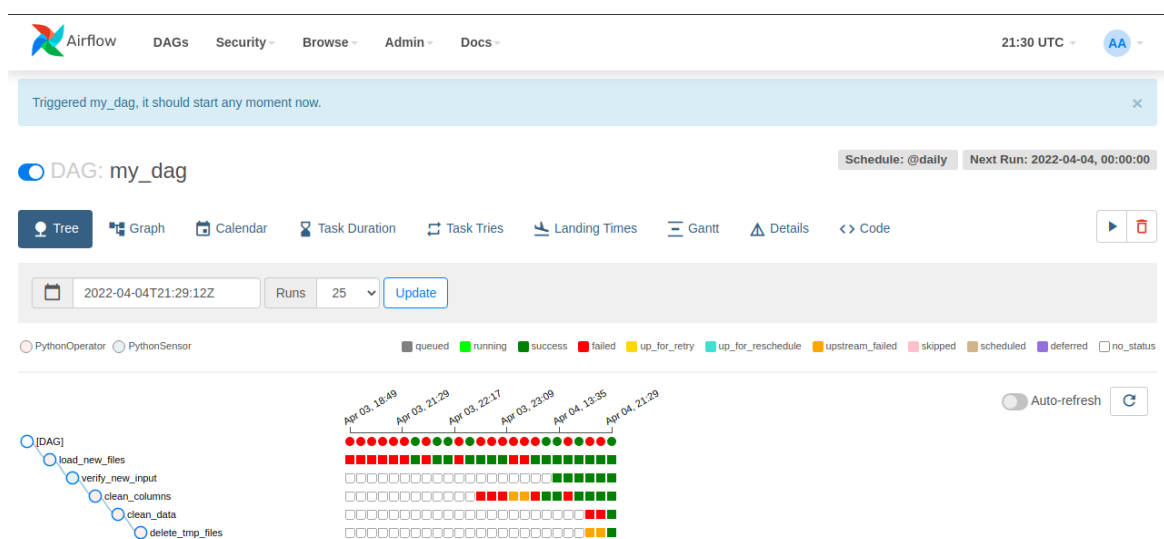 Airflow DAGs Security Browse Admin Docs 21:30 UTC AA
Triggered my_dag, it should start any moment now. ×
DAG: my_dag Schedule: @daily Next Run: 2022-04-04, 00:00:00
Tree Graph Calendar Task Duration Task Tries Landing Times Gantt Details Code
2022-04-04T21:29:12Z Runs 25 Update
PythonOperator PythonSensor queued running success failed up_for_retry up_for_reschedule upstream_failed skipped scheduled deferred no_status
Apr 03, 18:49 Apr 03, 21:29 Apr 03, 22:17 Apr 03, 23:09 Apr 04, 13:35 Apr 04, 21:29 Auto-refresh
[DAG]
load_new_files
verify_new_input
clean_columns
clean_data
delete_tmp_files